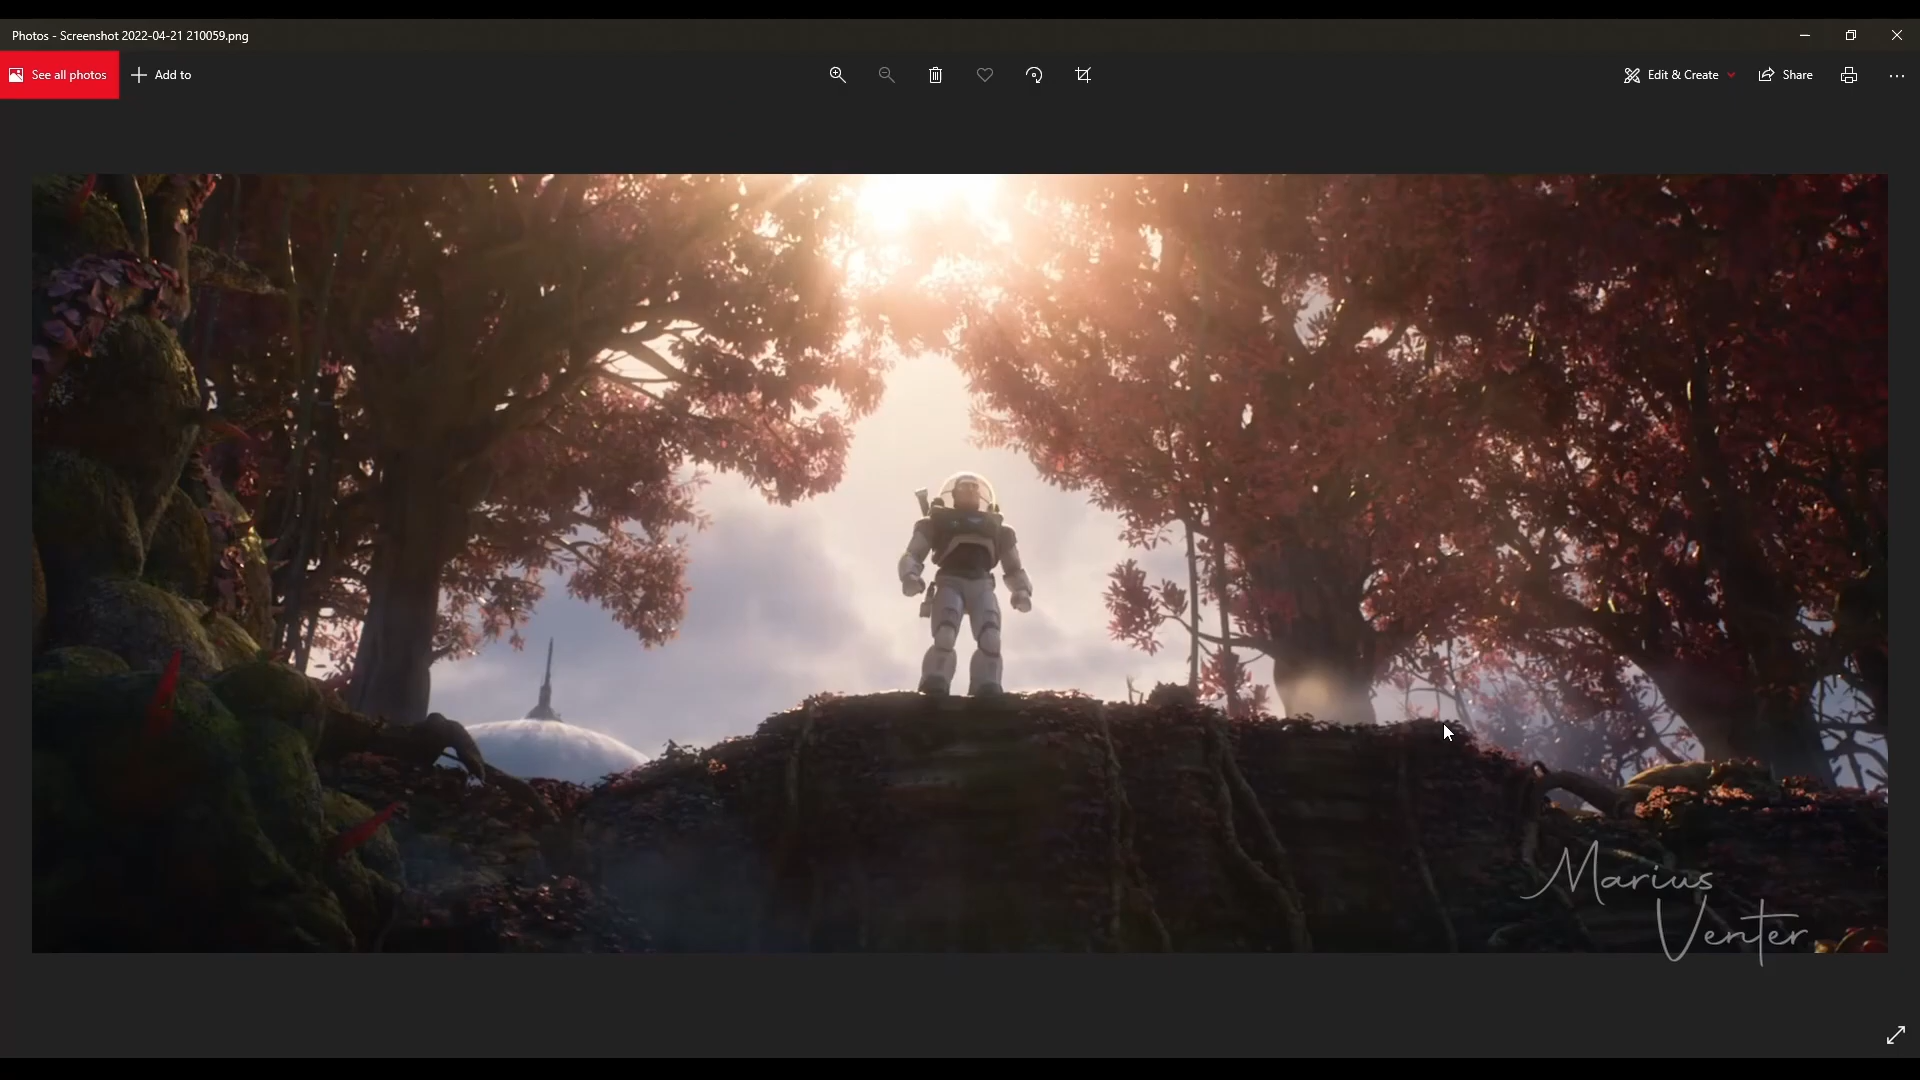 Photos - Screenshot 2022-04-21 210059.png
See all photos
Add to
Edit & Create
Share
Marius
Venter